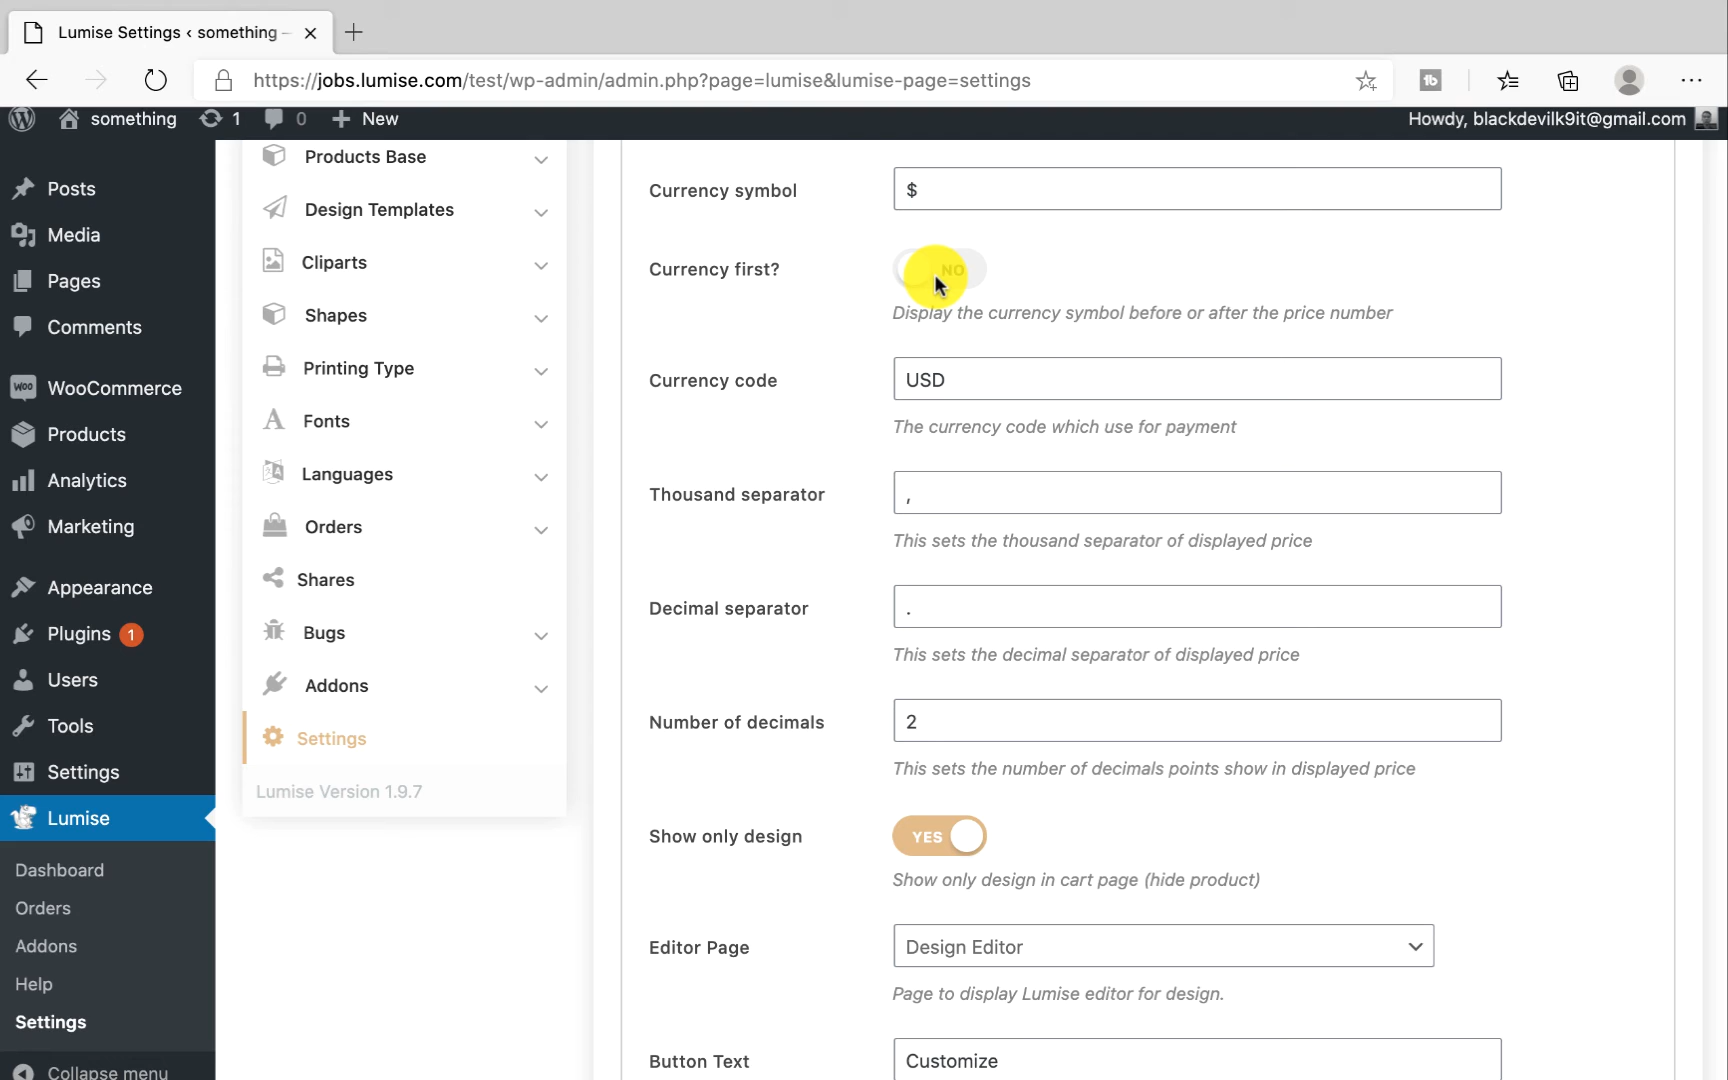 Lumise Settings ‹ something –
https://jobs.lumise.com/test/wp-admin/admin.php?page=lumise&lumise-page=settings
something
1
0
New
Howdy, blackdevilk9it@gmail.com
Posts
Media
Pages
Comments
WooCommerce
Products
Analytics
Marketing
Appearance
Plugins 1
Users
Tools
Settings
Lumise
Dashboard
Orders
Addons
Help
Settings
Collapse menu
Products Base
Design Templates
Cliparts
Shapes
Printing Type
Fonts
Languages
Orders
Shares
Bugs
Addons
Settings
Lumise Version 1.9.7
Currency symbol
$
Currency first?
NO
Display the currency symbol before or after the price number
Currency code
USD
The currency code which use for payment
Thousand separator
,
This sets the thousand separator of displayed price
Decimal separator
.
This sets the decimal separator of displayed price
Number of decimals
2
This sets the number of decimals points show in displayed price
Show only design
YES
Show only design in cart page (hide product)
Editor Page
Design Editor
Page to display Lumise editor for design.
Button Text
Customize